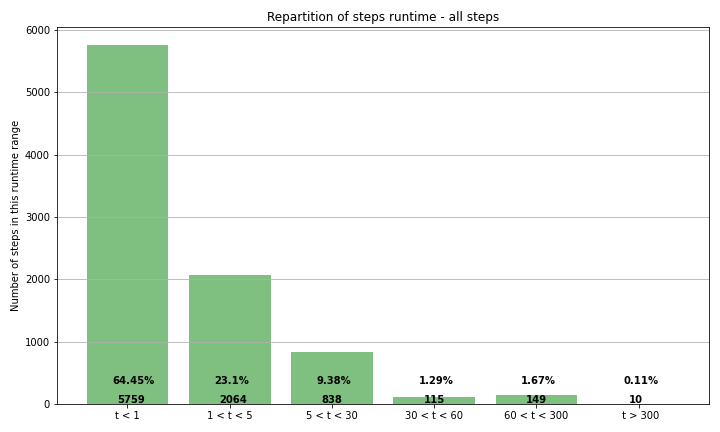 Repartition of steps runtime - all steps
Number of steps in this runtime range
6000
5000
4000
3000
2000
1000
0
64.45% 23.1% 9.38% 1.29% 1.67% 0.11%
5759 2064 838 115 149 10
t < 1 1 < t < 5 5 < t < 30 30 < t < 60 60 < t < 300 t > 300